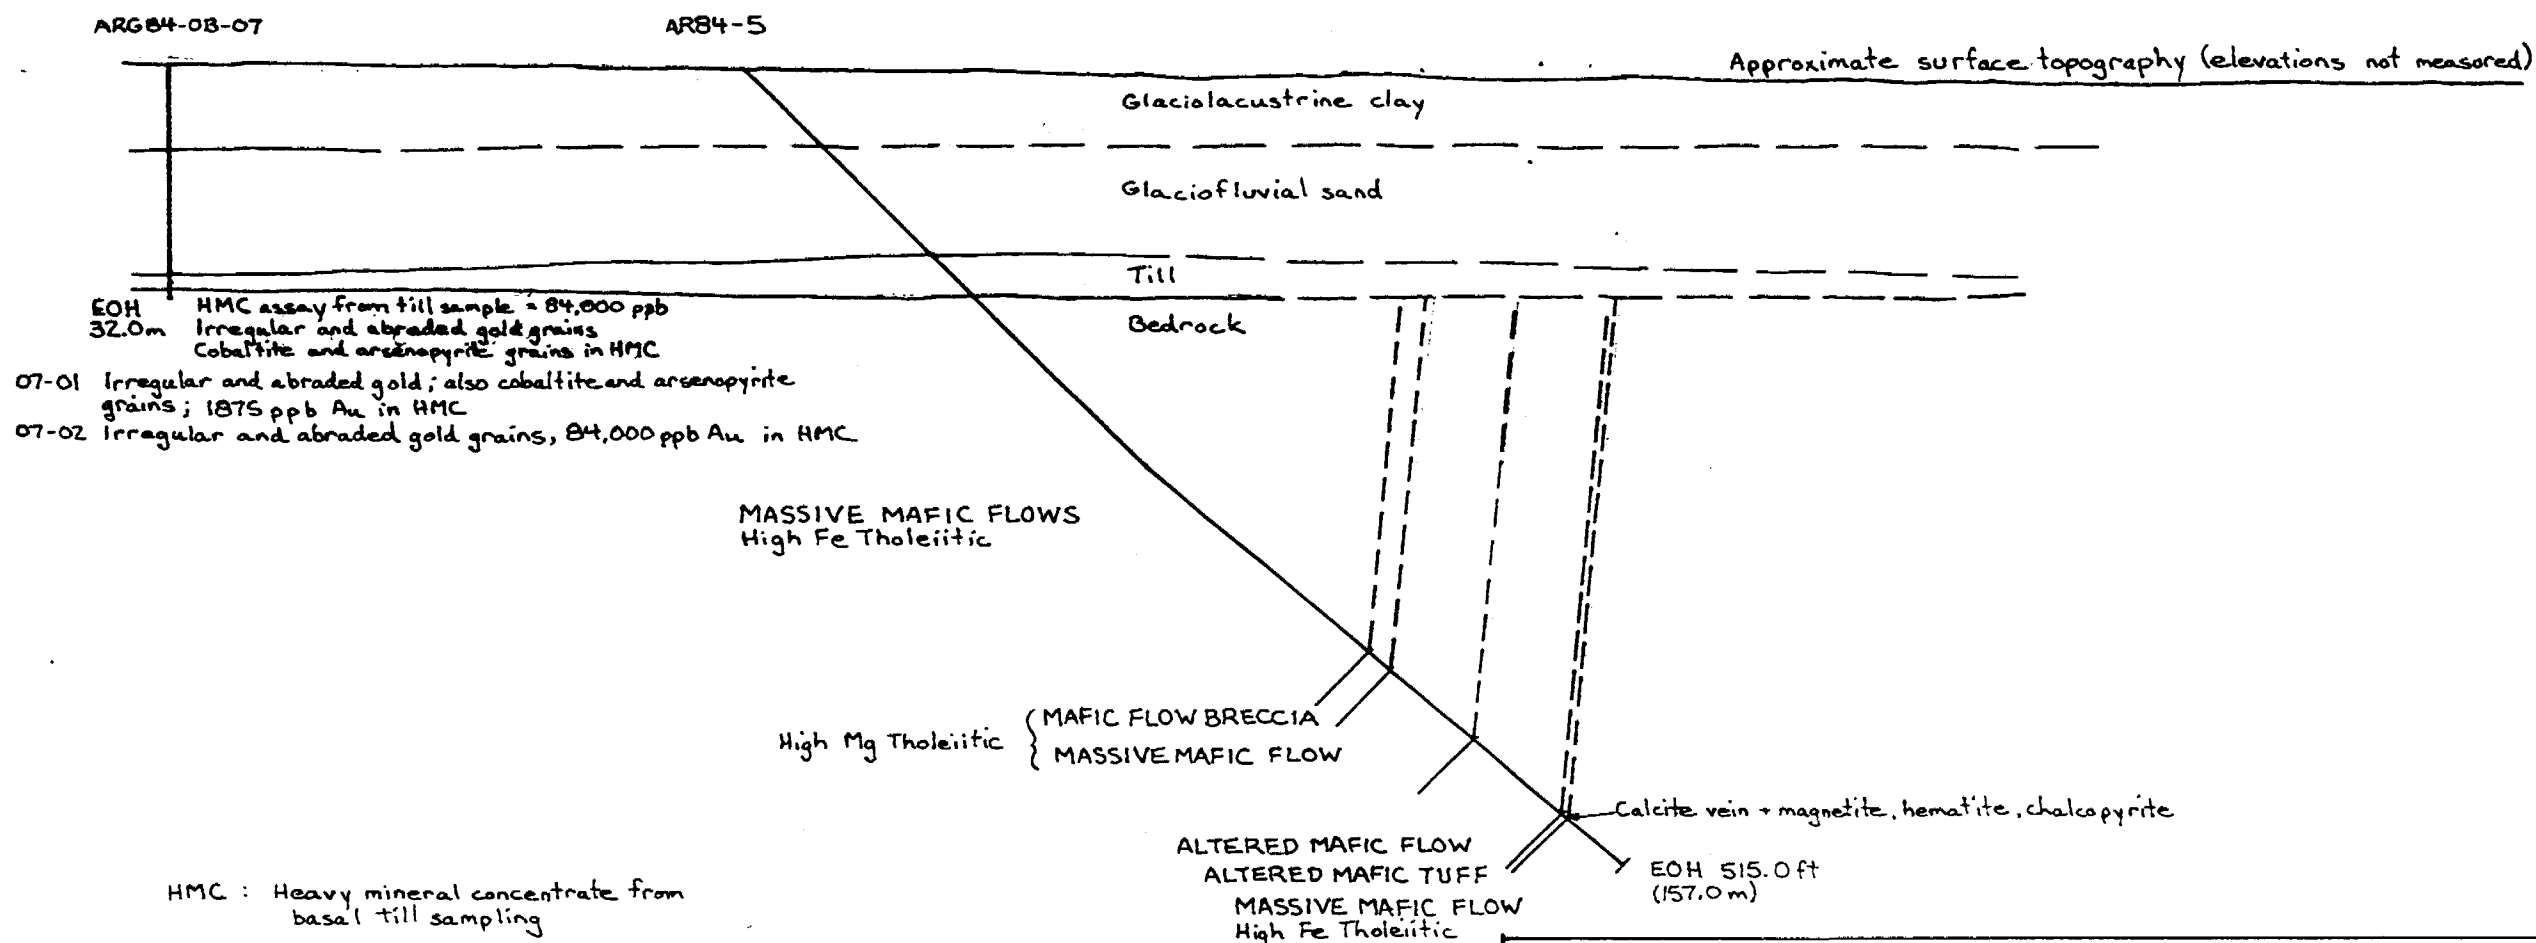 ARG84-OB-07
AR84-5
Approximate surface topography (elevations not measured)
Glaciolacustrine clay
Glaciofluvial sand
Till
Bedrock
EOH
32.0m
HMC assay from till sample = 84,000 ppb
Irregular and abraded gold grains
Cobaltite and arsenopyrite grains in HMC
07-01 Irregular and abraded gold; also cobaltite and arsenopyrite
grains; 1875 ppb Au in HMC
07-02 Irregular and abraded gold grains, 84,000 ppb Au in HMC
MASSIVE MAFIC FLOWS
High Fe Tholeiitic
High Mg Tholeiitic
MAFIC FLOW BRECCIA
MASSIVE MAFIC FLOW
Calcite vein + magnetite, hematite, chalcopyrite
ALTERED MAFIC FLOW
ALTERED MAFIC TUFF
MASSIVE MAFIC FLOW
High Fe Tholeiitic
EOH 515.0 ft
(157.0 m)
HMC : Heavy mineral concentrate from
basal till sampling